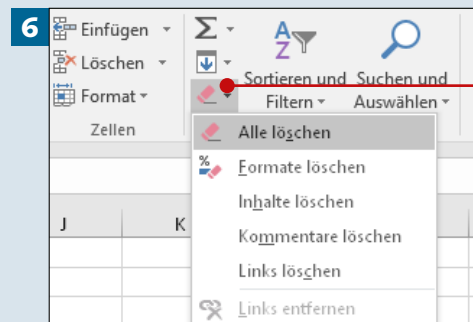 6
Einfügen
Löschen
Format
Zellen
Sortieren und Filtern
Suchen und Auswählen
Alle löschen
%
Formate löschen
Inhalte löschen
Kommentare löschen
Links löschen
Links entfernen
J K